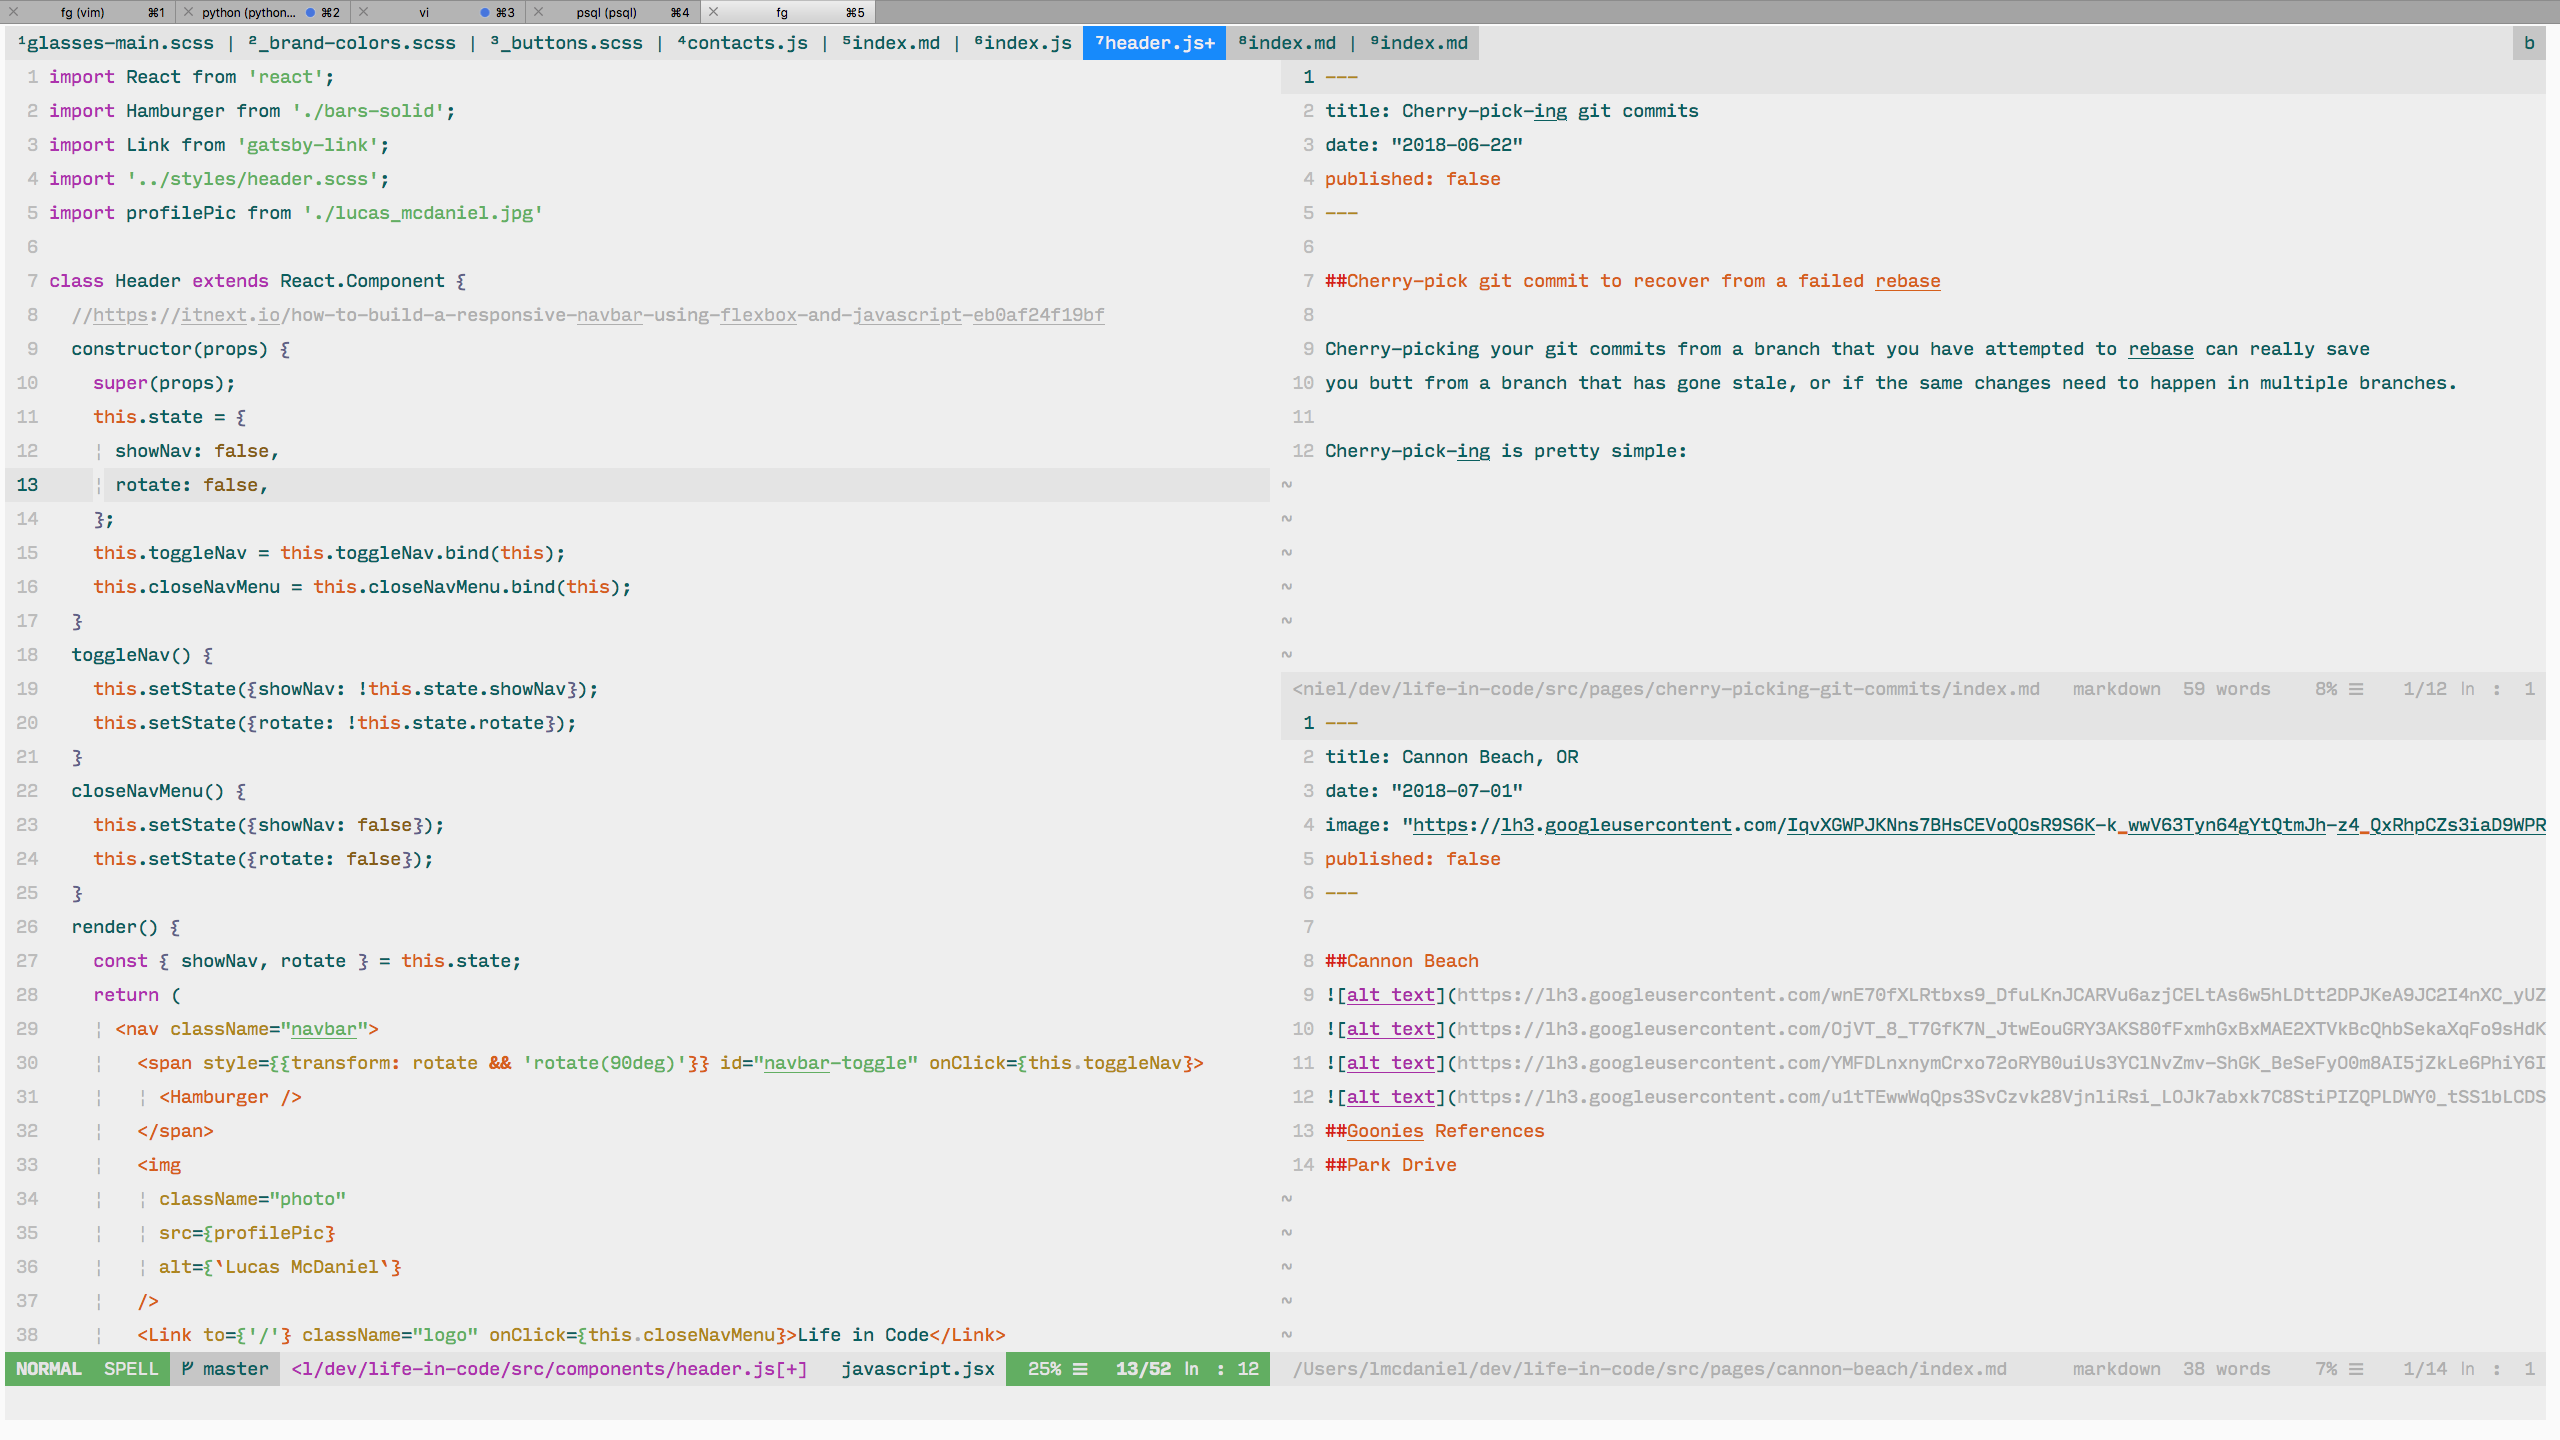 fg (vim) ⌘1 python (python... ⌘2 vi ⌘3 psql (psql) ⌘4 fg ⌘5
¹glasses-main.scss | ²_brand-colors.scss | ³_buttons.scss | ⁴contacts.js | ⁵index.md | ⁶index.js ⁷header.js+ ⁸index.md | ⁹index.md b
1 import React from 'react';
2 import Hamburger from './bars-solid';
3 import Link from 'gatsby-link';
4 import '../styles/header.scss';
5 import profilePic from './lucas_mcdaniel.jpg'
6
7 class Header extends React.Component {
8 //https://itnext.io/how-to-build-a-responsive-navbar-using-flexbox-and-javascript-eb0af24f19bf
9 constructor(props) {
10 super(props);
11 this.state = {
12 ¦ showNav: false,
13 ¦ rotate: false,
14 };
15 this.toggleNav = this.toggleNav.bind(this);
16 this.closeNavMenu = this.closeNavMenu.bind(this);
17 }
18 toggleNav() {
19 this.setState({showNav: !this.state.showNav});
20 this.setState({rotate: !this.state.rotate});
21 }
22 closeNavMenu() {
23 this.setState({showNav: false});
24 this.setState({rotate: false});
25 }
26 render() {
27 const { showNav, rotate } = this.state;
28 return (
29 ¦ <nav className="navbar">
30 ¦ <span style={{transform: rotate && 'rotate(90deg)'}} id="navbar-toggle" onClick={this.toggleNav}>
31 ¦ ¦ <Hamburger />
32 ¦ </span>
33 ¦ <img
34 ¦ ¦ className="photo"
35 ¦ ¦ src={profilePic}
36 ¦ ¦ alt={`Lucas McDaniel`}
37 ¦ />
38 ¦ <Link to={'/'} className="logo" onClick={this.closeNavMenu}>Life in Code</Link>
NORMAL SPELL master <l/dev/life-in-code/src/components/header.js[+] javascript.jsx 25% ☰ 13/52 ln : 12
1 ---
2 title: Cherry-pick-ing git commits
3 date: "2018-06-22"
4 published: false
5 ---
6
7 ##Cherry-pick git commit to recover from a failed rebase
8
9 Cherry-picking your git commits from a branch that you have attempted to rebase can really save
10 you butt from a branch that has gone stale, or if the same changes need to happen in multiple branches.
11
12 Cherry-pick-ing is pretty simple:
~
~
~
~
~
~
<niel/dev/life-in-code/src/pages/cherry-picking-git-commits/index.md markdown 59 words 8% ☰ 1/12 ln : 1
1 ---
2 title: Cannon Beach, OR
3 date: "2018-07-01"
4 image: "https://lh3.googleusercontent.com/IqvXGWPJKNns7BHsCEVoQOsR9S6K-k_wwV63Tyn64gYtQtmJh-z4_QxRhpCZs3iaD9WPR
5 published: false
6 ---
7
8 ##Cannon Beach
9 ![alt text](https://lh3.googleusercontent.com/wnE70fXLRtbxs9_DfuLKnJCARVu6azjCELtAs6w5hLDtt2DPJKeA9JC2I4nXC_yUZ
10 ![alt text](https://lh3.googleusercontent.com/OjVT_8_T7GfK7N_JtwEouGRY3AKS80fFxmhGxBxMAE2XTVkBcQhbSekaXqFo9sHdK
11 ![alt text](https://lh3.googleusercontent.com/YMFDLnxnymCrxo72oRYB0uiUs3YClNvZmv-ShGK_BeSeFyO0m8AI5jZkLe6PhiY6I
12 ![alt text](https://lh3.googleusercontent.com/u1tTEwwWqQps3SvCzvk28VjnliRsi_LOJk7abxk7C8StiPIZQPLDWY0_tSS1bLCDS
13 ##Goonies References
14 ##Park Drive
~
~
~
~
~
/Users/lmcdaniel/dev/life-in-code/src/pages/cannon-beach/index.md markdown 38 words 7% ☰ 1/14 ln : 1